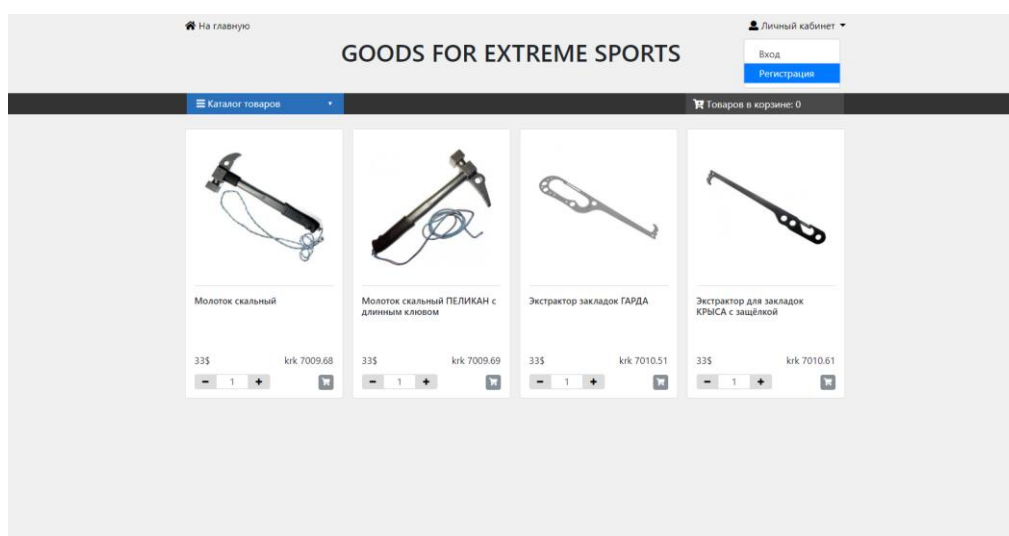 На главную
Личный кабинет
GOODS FOR EXTREME SPORTS
Вход
Регистрация
Каталог товаров
Товаров в корзине: 0
Молоток скальный
Молоток скальный ПЕЛИКАН с
длинным клювом
Экстрактор закладок ГАРДА
Экстрактор для закладок
КРЫСА с защёлкой
33$ krk 7009.68
33$ krk 7009.69
33$ krk 7010.51
33$ krk 7010.61
- 1 +
- 1 +
- 1 +
- 1 +